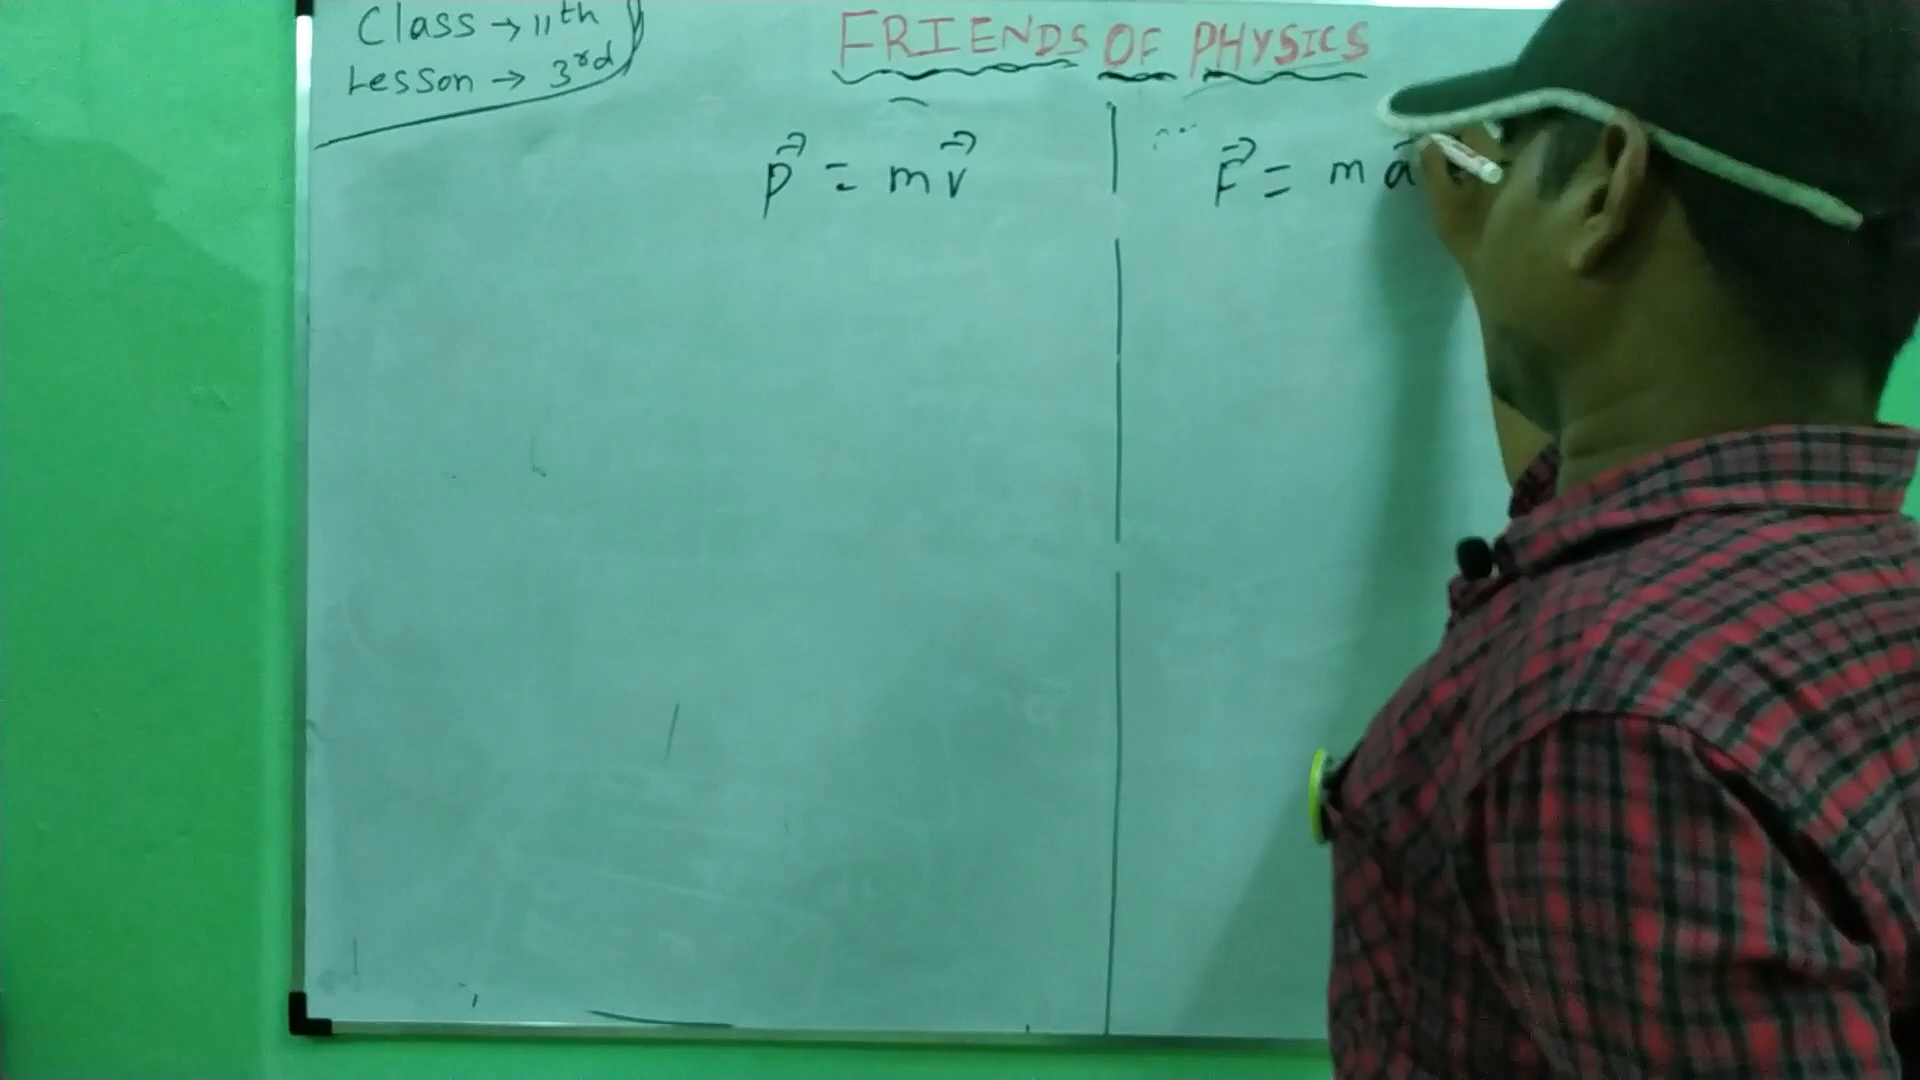 Class → 11th
Lesson → 3rd
FRIENDS OF PHYSICS
p⃗ = mv⃗
F⃗ = ma⃗